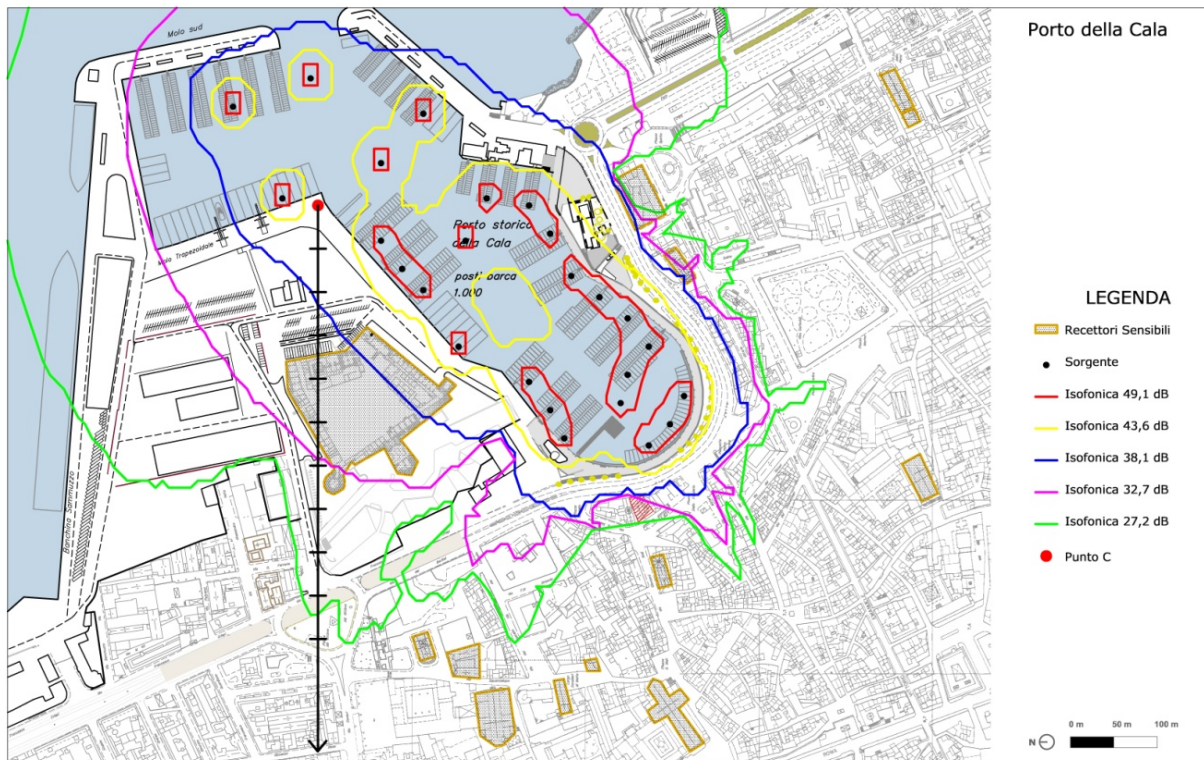 Porto della Cala
Molo sud
Porto storico
della Cala
posti barca
1.000
Molo Trapezoidale
Banchina Sammuzzo
LEGENDA
Recettori Sensibili
Sorgente
Isofonica 49,1 dB
Isofonica 43,6 dB
Isofonica 38,1 dB
Isofonica 32,7 dB
Isofonica 27,2 dB
Punto C
0 m 50 m 100 m
N